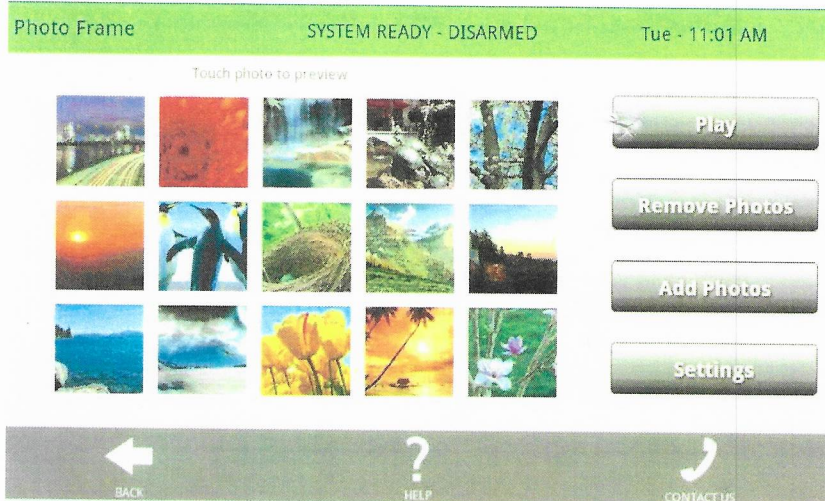 Photo Frame SYSTEM READY - DISARMED Tue - 11:01 AM
Touch photo to preview
Play
Remove Photos
Add Photos
Settings
BACK HELP CONTACT US